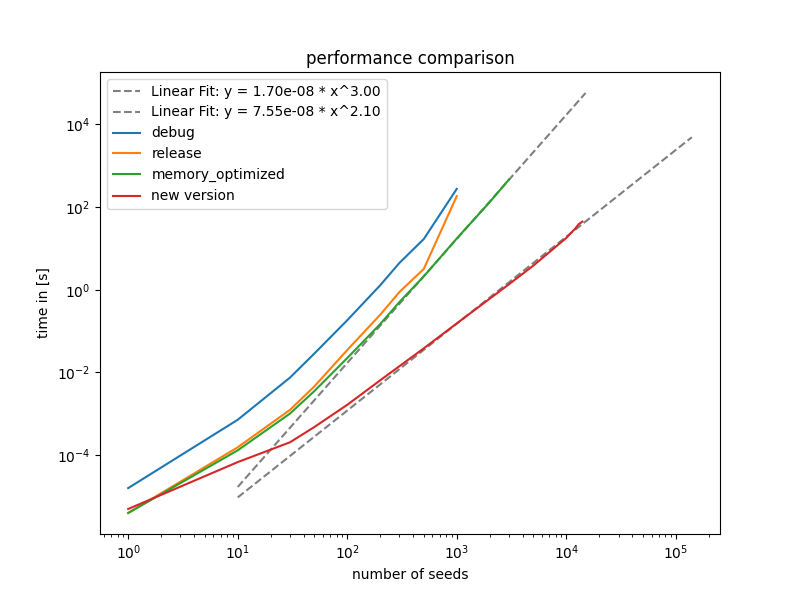 performance comparison
Linear Fit: y = 1.70e-08 * x^3.00
Linear Fit: y = 7.55e-08 * x^2.10
debug
release
memory_optimized
new version
time in [s]
10^4
10^2
10^0
10^−2
10^−4
10^0 10^1 10^2 10^3 10^4 10^5
number of seeds